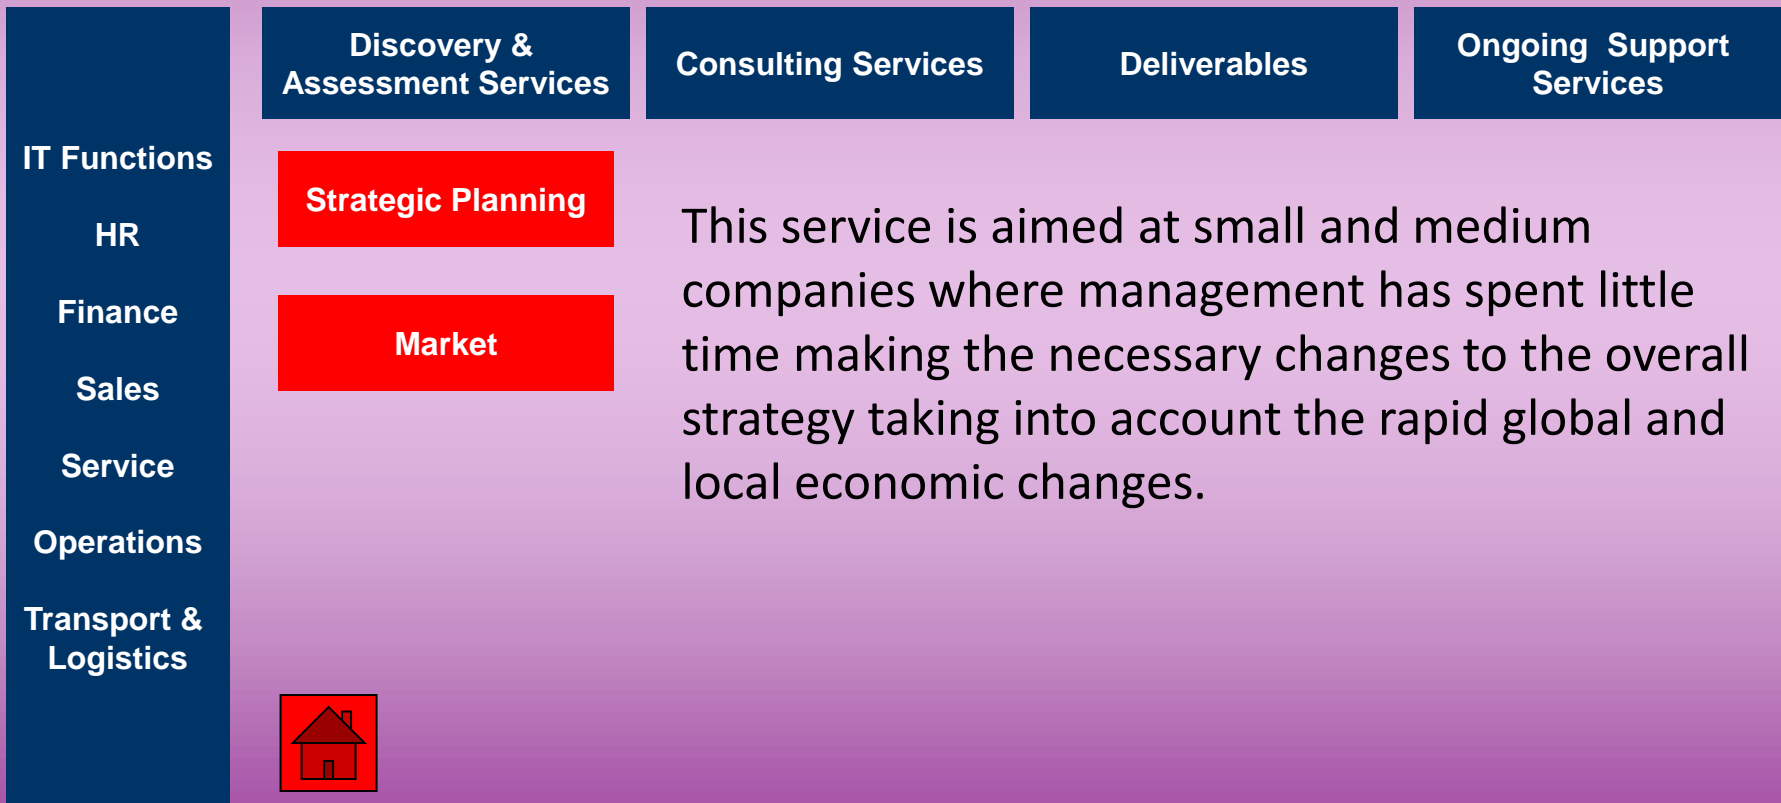 Discovery &
Assessment Services
Consulting Services
Deliverables
Ongoing  Support
Services
IT Functions
HR
Finance
Sales
Service
Operations
Transport &
Logistics
Strategic Planning
Market
This service is aimed at small and medium
companies where management has spent little
time making the necessary changes to the overall
strategy taking into account the rapid global and
local economic changes.